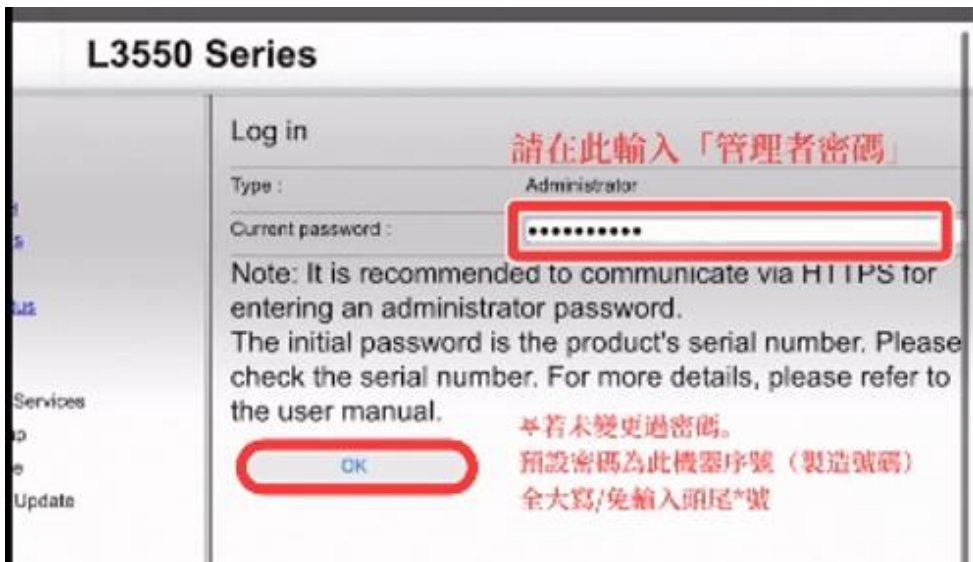 L3550 Series
Log in
請在此輸入「管理者密碼」
Type :
Administrator
Current password :
••••••••••
Note: It is recommended to communicate via HTTPS for
entering an administrator password.
The initial password is the product's serial number. Please
check the serial number. For more details, please refer to
the user manual.
Services
Update
OK
※若未變更過密碼。
預設密碼為此機器序號（製造號碼）
全大寫/免輸入頭尾*號